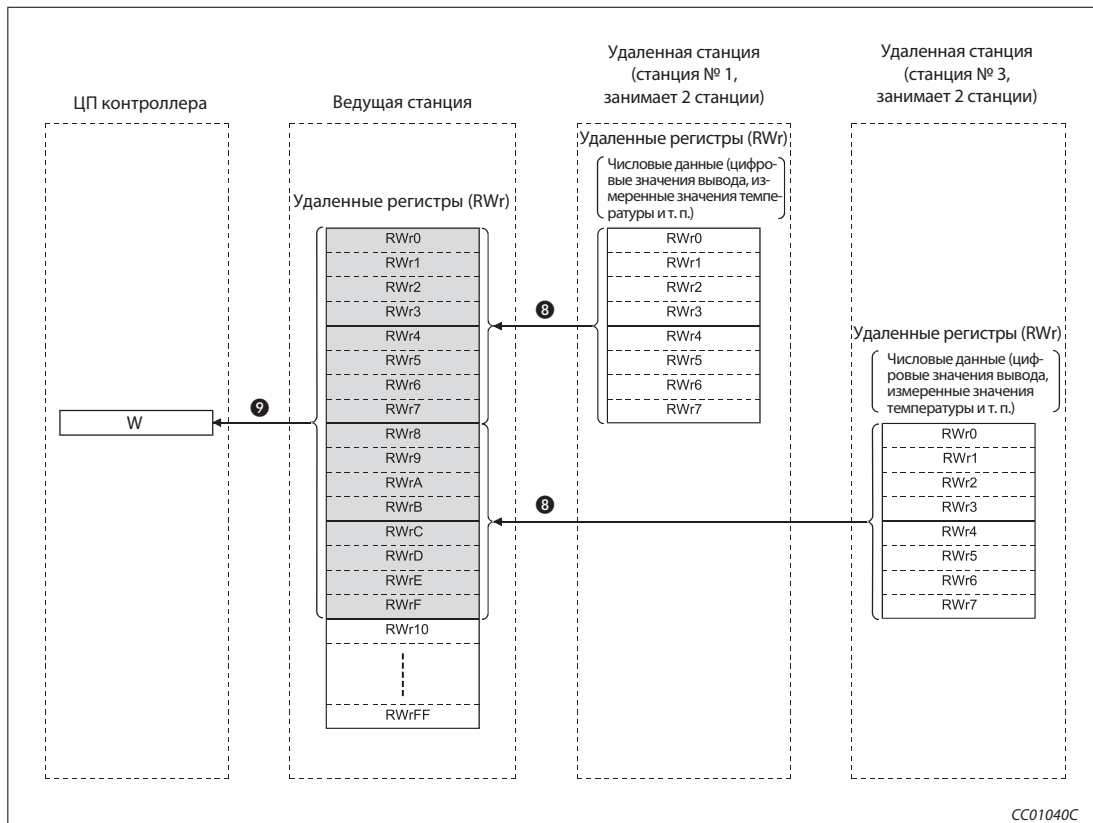 ЦП контроллера
Ведущая станция
Удаленная станция
(станция № 1,
занимает 2 станции)
Удаленная станция
(станция № 3,
занимает 2 станции)
Удаленные регистры (RWr)
RWr0
RWr1
RWr2
RWr3
RWr4
RWr5
RWr6
RWr7
RWr8
RWr9
RWrA
RWrB
RWrC
RWrD
RWrE
RWrF
RWr10
RWrFF
Удаленные регистры (RWr)
Числовые данные (цифро-
вые значения вывода, из-
меренные значения темпе-
ратуры и т. п.)
RWr0
RWr1
RWr2
RWr3
RWr4
RWr5
RWr6
RWr7
Удаленные регистры (RWr)
Числовые данные (циф-
ровые значения вывода,
измеренные значения
температуры и т. п.)
RWr0
RWr1
RWr2
RWr3
RWr4
RWr5
RWr6
RWr7
❽
❾
W
❽
CC01040C